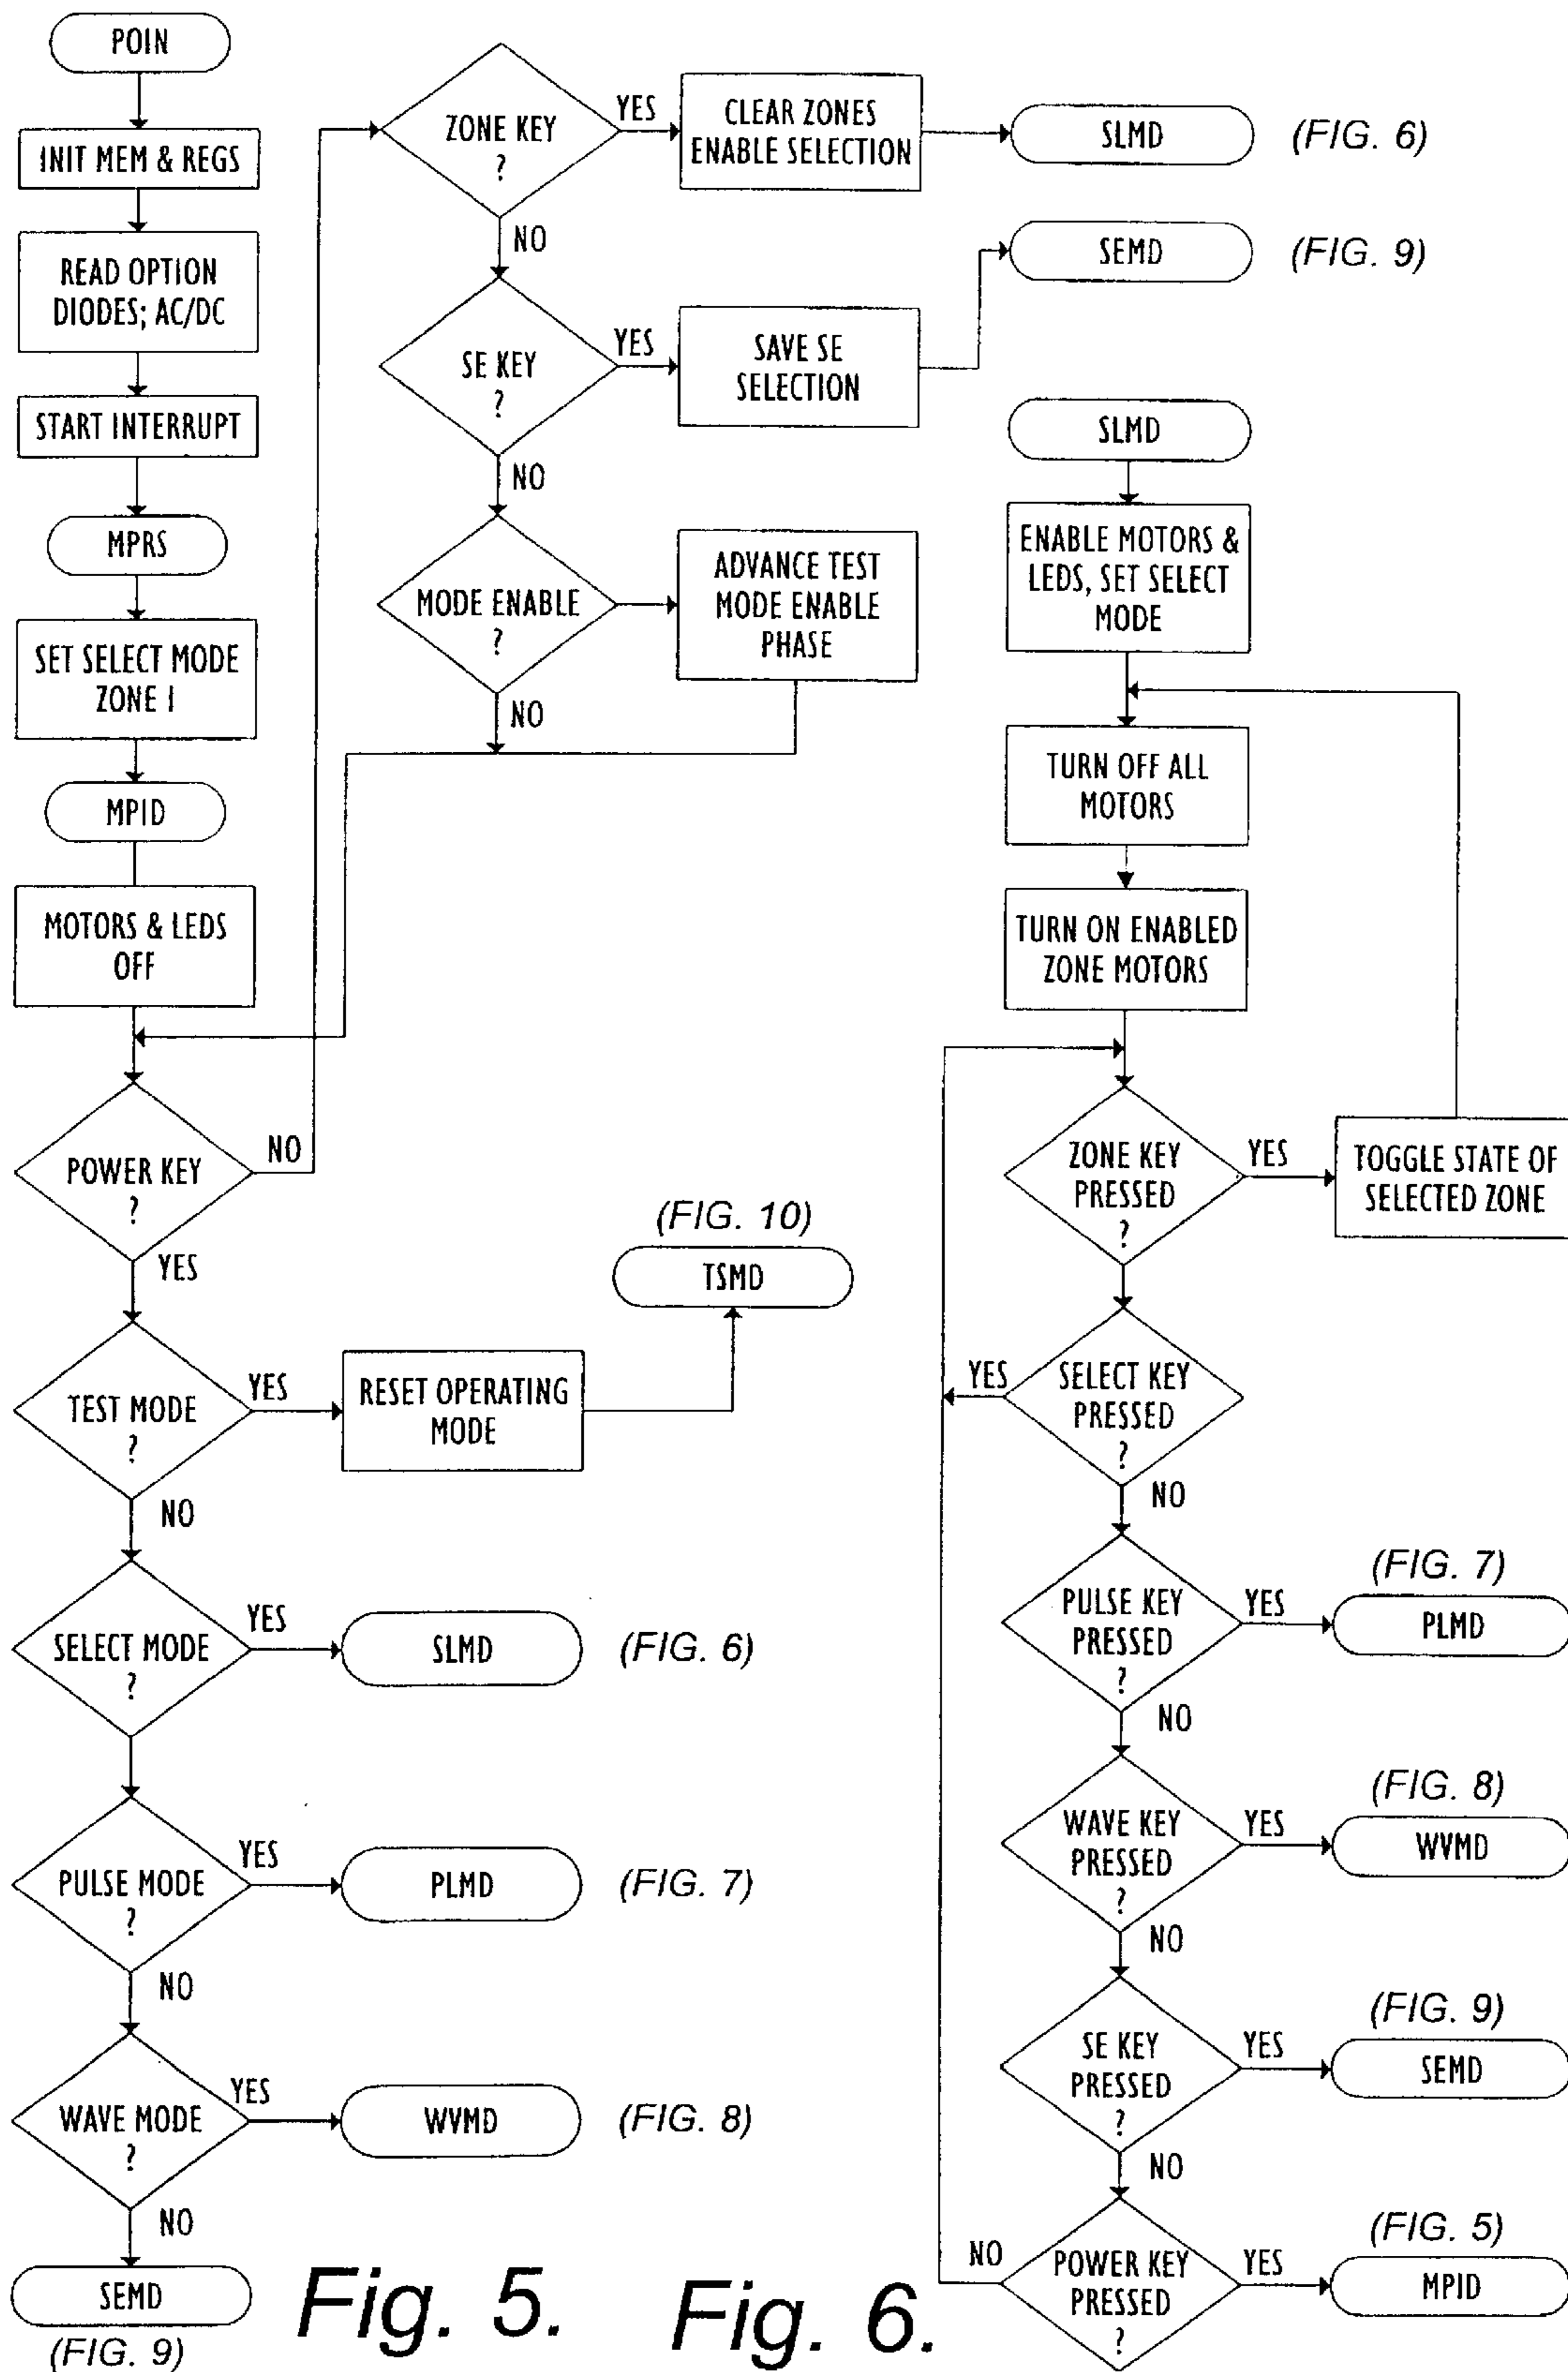 POIN
INIT MEM & REGS
READ OPTION
DIODES; AC/DC
START INTERRUPT
MPRS
SET SELECT MODE
ZONE 1
MPID
MOTORS & LEDS
OFF
POWER KEY
?
NO
YES
TEST MODE
?
YES
RESET OPERATING
MODE
(FIG. 10)
TSMD
NO
SELECT MODE
?
YES
SLMD
(FIG. 6)
PULSE MODE
?
YES
PLMD
(FIG. 7)
NO
WAVE MODE
?
YES
WVMD
(FIG. 8)
NO
SEMD
(FIG. 9)
ZONE KEY
?
YES
CLEAR ZONES
ENABLE SELECTION
SLMD
(FIG. 6)
NO
SE KEY
?
YES
SAVE SE
SELECTION
SEMD
(FIG. 9)
NO
MODE ENABLE
?
ADVANCE TEST
MODE ENABLE
PHASE
NO
Fig. 5.
SLMD
ENABLE MOTORS &
LEDS, SET SELECT
MODE
TURN OFF ALL
MOTORS
TURN ON ENABLED
ZONE MOTORS
ZONE KEY
PRESSED
?
YES
TOGGLE STATE OF
SELECTED ZONE
SELECT KEY
PRESSED
?
YES
NO
PULSE KEY
PRESSED
?
YES
(FIG. 7)
PLMD
NO
WAVE KEY
PRESSED
?
YES
(FIG. 8)
WVMD
NO
SE KEY
PRESSED
?
YES
(FIG. 9)
SEMD
NO
POWER KEY
PRESSED
?
NO
YES
(FIG. 5)
MPID
Fig. 6.